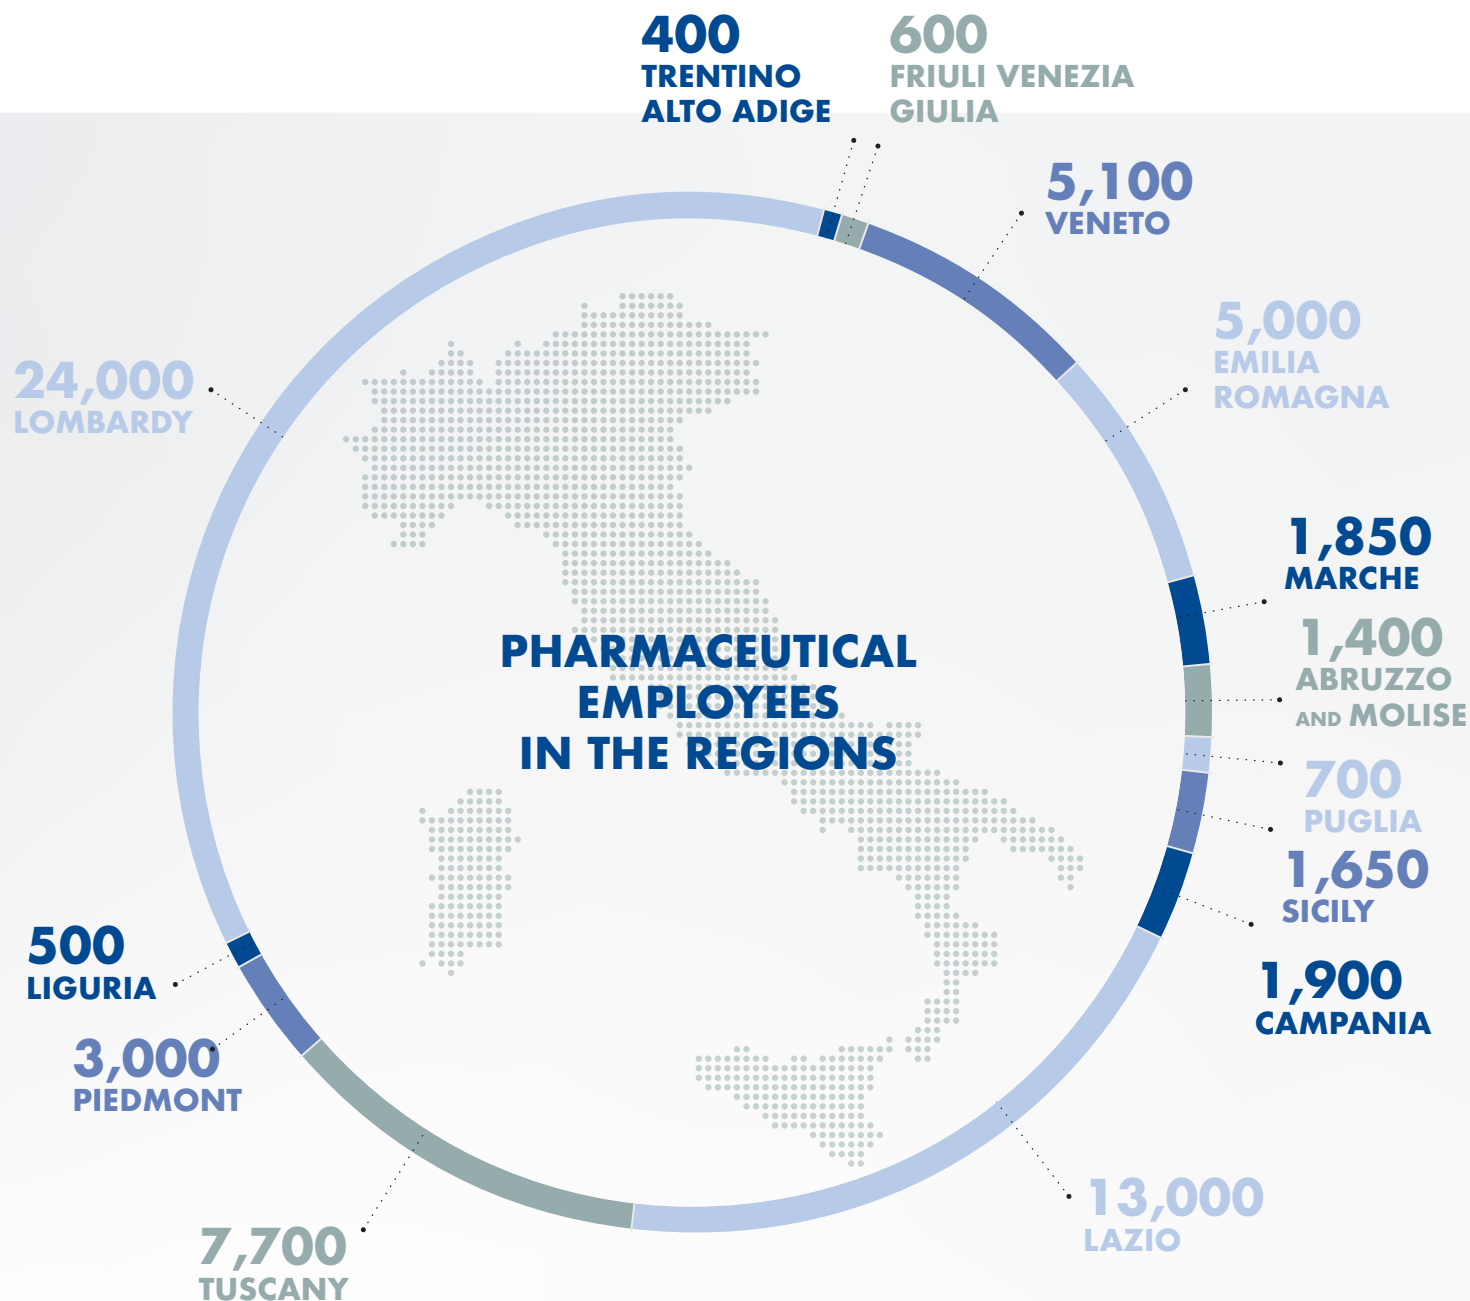 400
TRENTINO
ALTO ADIGE
600
FRIULI VENEZIA
GIULIA
5,100
VENETO
5,000
EMILIA
ROMAGNA
1,850
MARCHE
1,400
ABRUZZO
AND MOLISE
700
PUGLIA
1,650
SICILY
1,900
CAMPANIA
13,000
LAZIO
7,700
TUSCANY
3,000
PIEDMONT
500
LIGURIA
24,000
LOMBARDY
PHARMACEUTICAL
EMPLOYEES
IN THE REGIONS